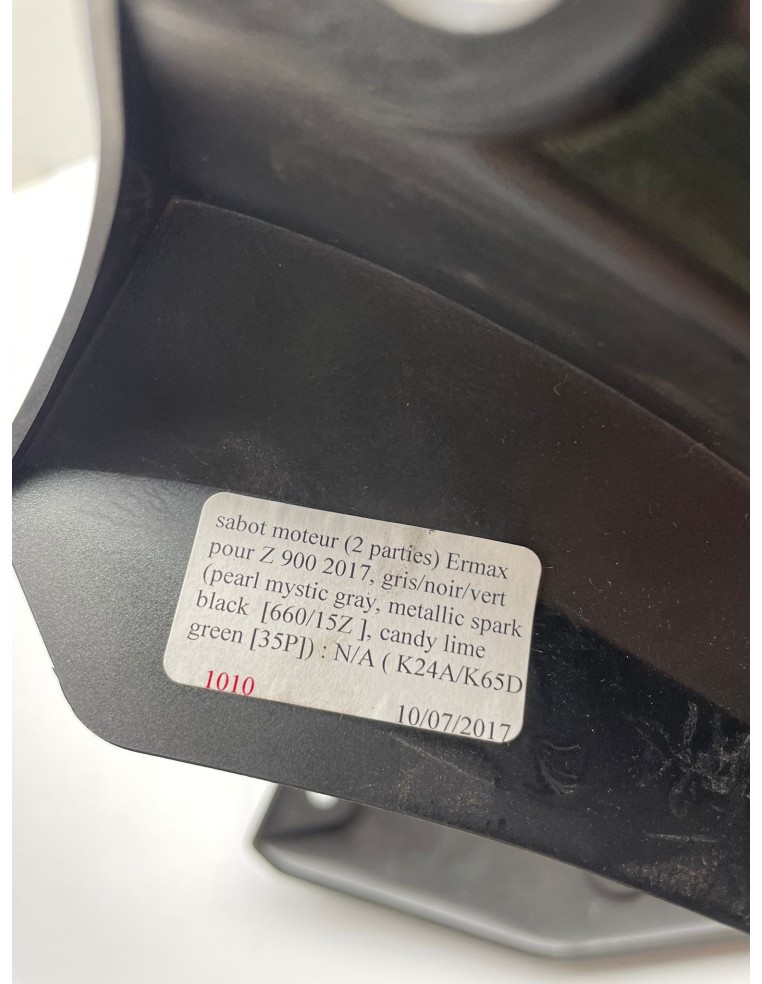 sabot moteur (2 parties) Ermax
pour Z 900 2017, gris/noir/vert
(pearl mystic gray, metallic spark
black [660/15Z ], candy lime
green [35P]) : N/A ( K24A/K65D
1010
10/07/2017